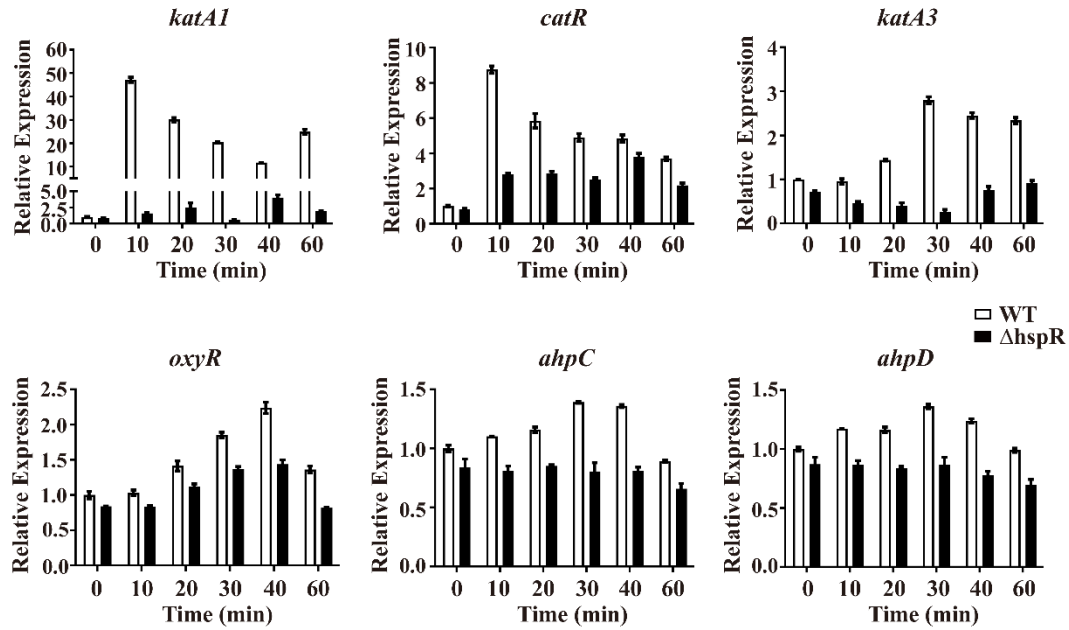 katA1
Relative Expression
60
50
40
30
20
10
5.0
2.5
0.0
0 10 20 30 40 60
Time (min)
catR
Relative Expression
10
8
6
4
2
0
0 10 20 30 40 60
Time (min)
katA3
Relative Expression
4
3
2
1
0
0 10 20 30 40 60
Time (min)
WT
ΔhspR
oxyR
Relative Expression
2.5
2.0
1.5
1.0
0.5
0.0
0 10 20 30 40 60
Time (min)
ahpC
Relative Expression
1.5
1.0
0.5
0.0
0 10 20 30 40 60
Time (min)
ahpD
Relative Expression
1.5
1.0
0.5
0.0
0 10 20 30 40 60
Time (min)